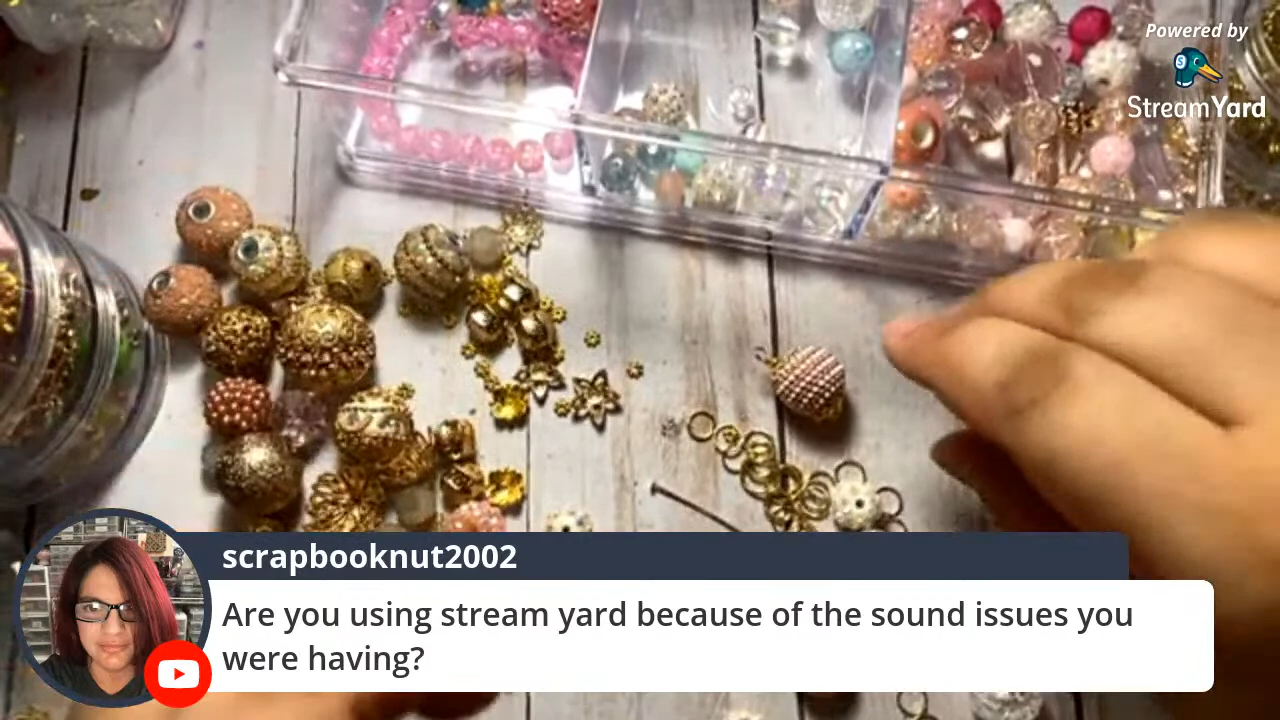 Powered by
StreamYard
scrapbooknut2002
Are you using stream yard because of the sound issues you
were having?